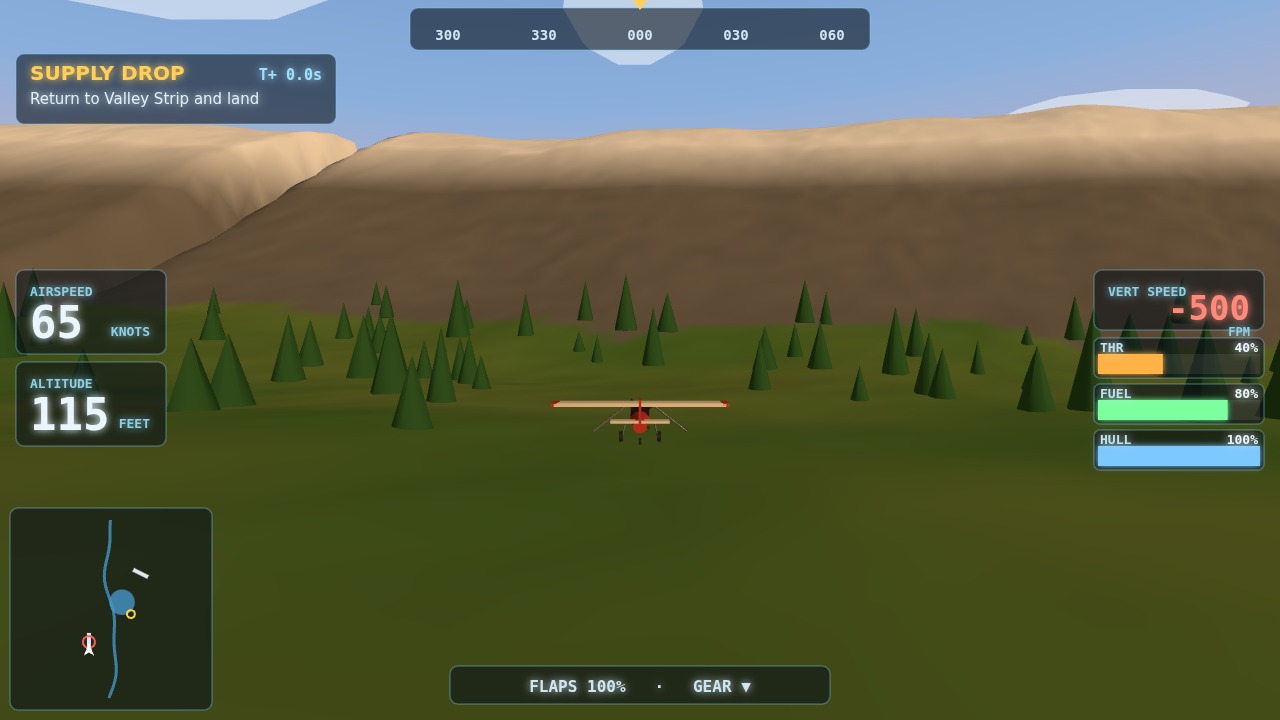 300 330 000 030 060
SUPPLY DROP T+ 0.0s
Return to Valley Strip and land
AIRSPEED
65 KNOTS
ALTITUDE
115 FEET
VERT SPEED
-500
FPM
THR 40%
FUEL 80%
HULL 100%
FLAPS 100% · GEAR ▼